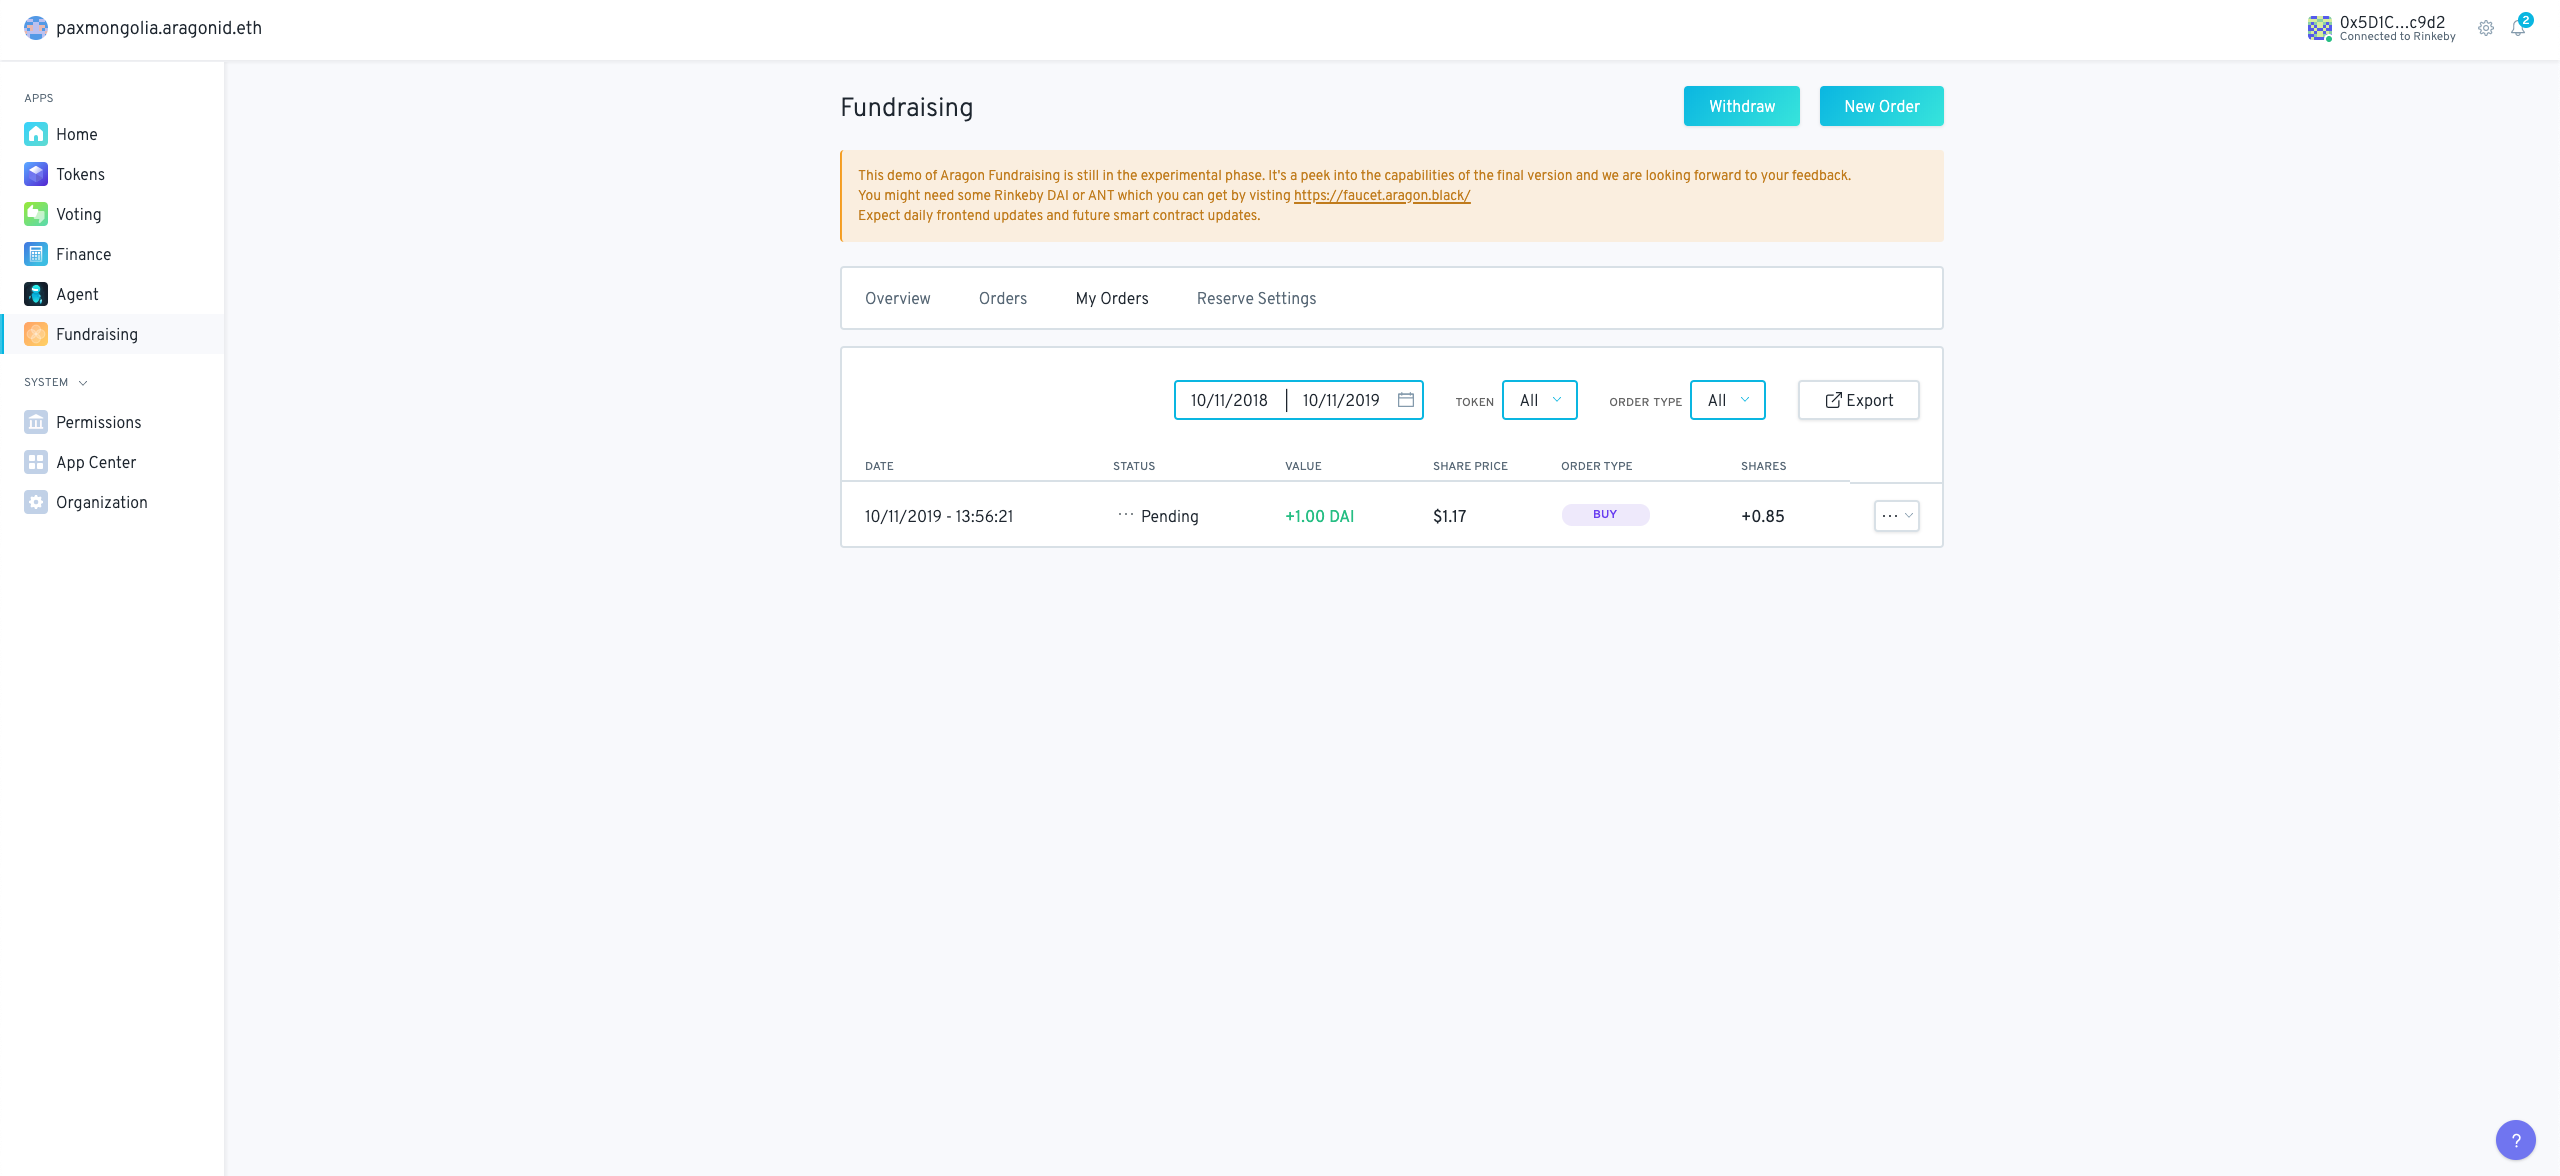 paxmongolia.aragonid.eth
0x5D1C...c9d2
Connected to Rinkeby
2
APPS
Home
Tokens
Voting
Finance
Agent
Fundraising
SYSTEM
Permissions
App Center
Organization
Fundraising
Withdraw
New Order
This demo of Aragon Fundraising is still in the experimental phase. It's a peek into the capabilities of the final version and we are looking forward to your feedback.
You might need some Rinkeby DAI or ANT which you can get by visting https://faucet.aragon.black/
Expect daily frontend updates and future smart contract updates.
Overview Orders My Orders Reserve Settings
10/11/2018 | 10/11/2019 TOKEN All ORDER TYPE All Export
DATE STATUS VALUE SHARE PRICE ORDER TYPE SHARES
10/11/2019 - 13:56:21 ··· Pending +1.00 DAI $1.17 BUY +0.85 ···
?